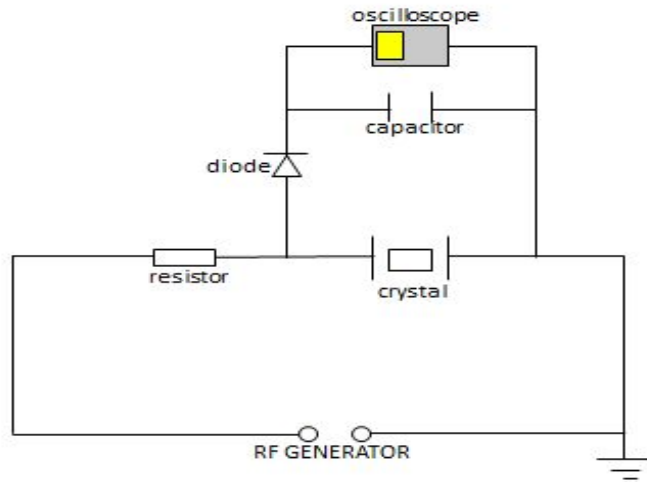 oscilloscope
capacitor
diode
resistor
crystal
RF GENERATOR